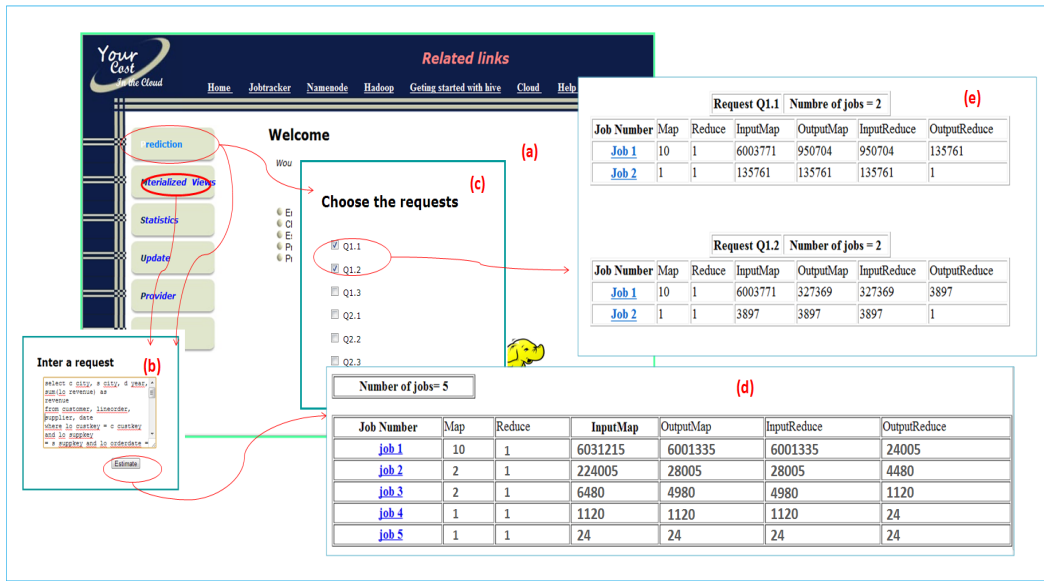 Your
Cost
In the Cloud
Related links
Home Jobtracker Namenode Hadoop Geting started with hive Cloud Help
Prediction
Materialized Views
Statistics
Update
Provider
Welcome
(a)
Wou
E
Cl
E
P
P
(c)
Choose the requests
Q1.1
Q1.2
Q1.3
Q2.1
Q2.2
Q2.3
(b)
Inter a request
select c city, s city, d year,
sum(lo revenue) as
revenue
from customer, lineorder,
supplier, date
where lo custkey = c custkey
and lo suppkey
= s suppkey and lo orderdate =
Estimate
(e)
Request Q1.1 Numbre of jobs = 2
Job Number Map Reduce InputMap OutputMap InputReduce OutputReduce
Job 1 10 1 6003771 950704 950704 135761
Job 2 1 1 135761 135761 135761 1
Request Q1.2 Number of jobs = 2
Job Number Map Reduce InputMap OutputMap InputReduce OutputReduce
Job 1 10 1 6003771 327369 327369 3897
Job 2 1 1 3897 3897 3897 1
(d)
Number of jobs= 5
Job Number Map Reduce InputMap OutputMap InputReduce OutputReduce
job 1 10 1 6031215 6001335 6001335 24005
job 2 2 1 224005 28005 28005 4480
job 3 2 1 6480 4980 4980 1120
job 4 1 1 1120 1120 1120 24
job 5 1 1 24 24 24 24